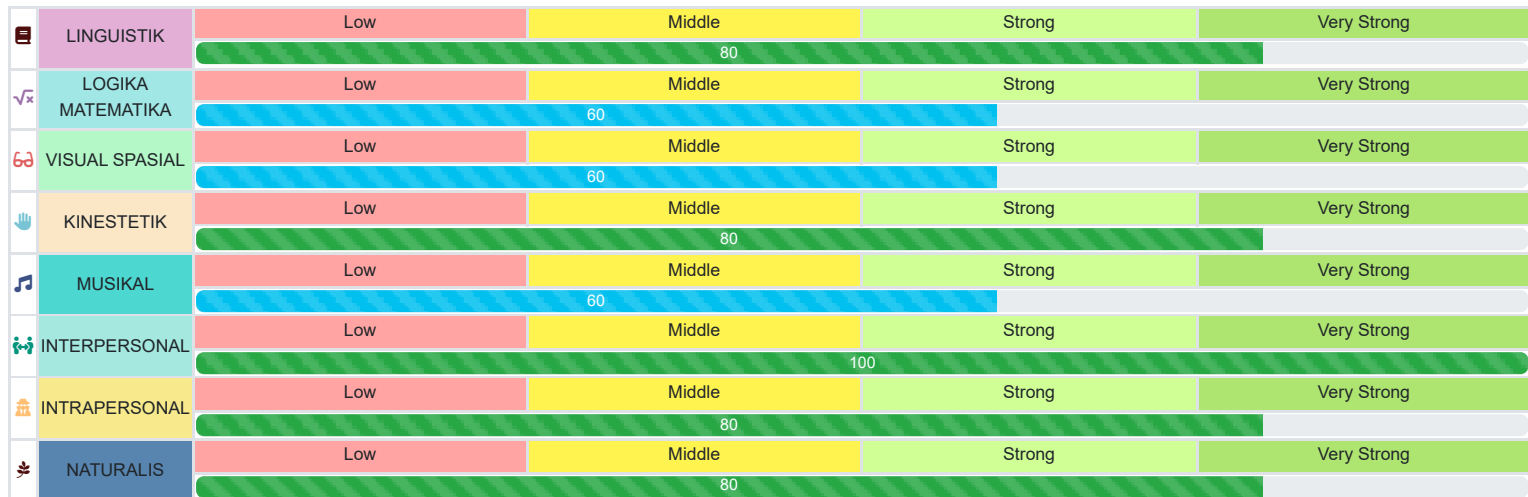 LINGUISTIK
Low Middle Strong Very Strong
80
LOGIKA
MATEMATIKA
Low Middle Strong Very Strong
60
VISUAL SPASIAL
Low Middle Strong Very Strong
60
KINESTETIK
Low Middle Strong Very Strong
80
MUSIKAL
Low Middle Strong Very Strong
60
INTERPERSONAL
Low Middle Strong Very Strong
100
INTRAPERSONAL
Low Middle Strong Very Strong
80
NATURALIS
Low Middle Strong Very Strong
80